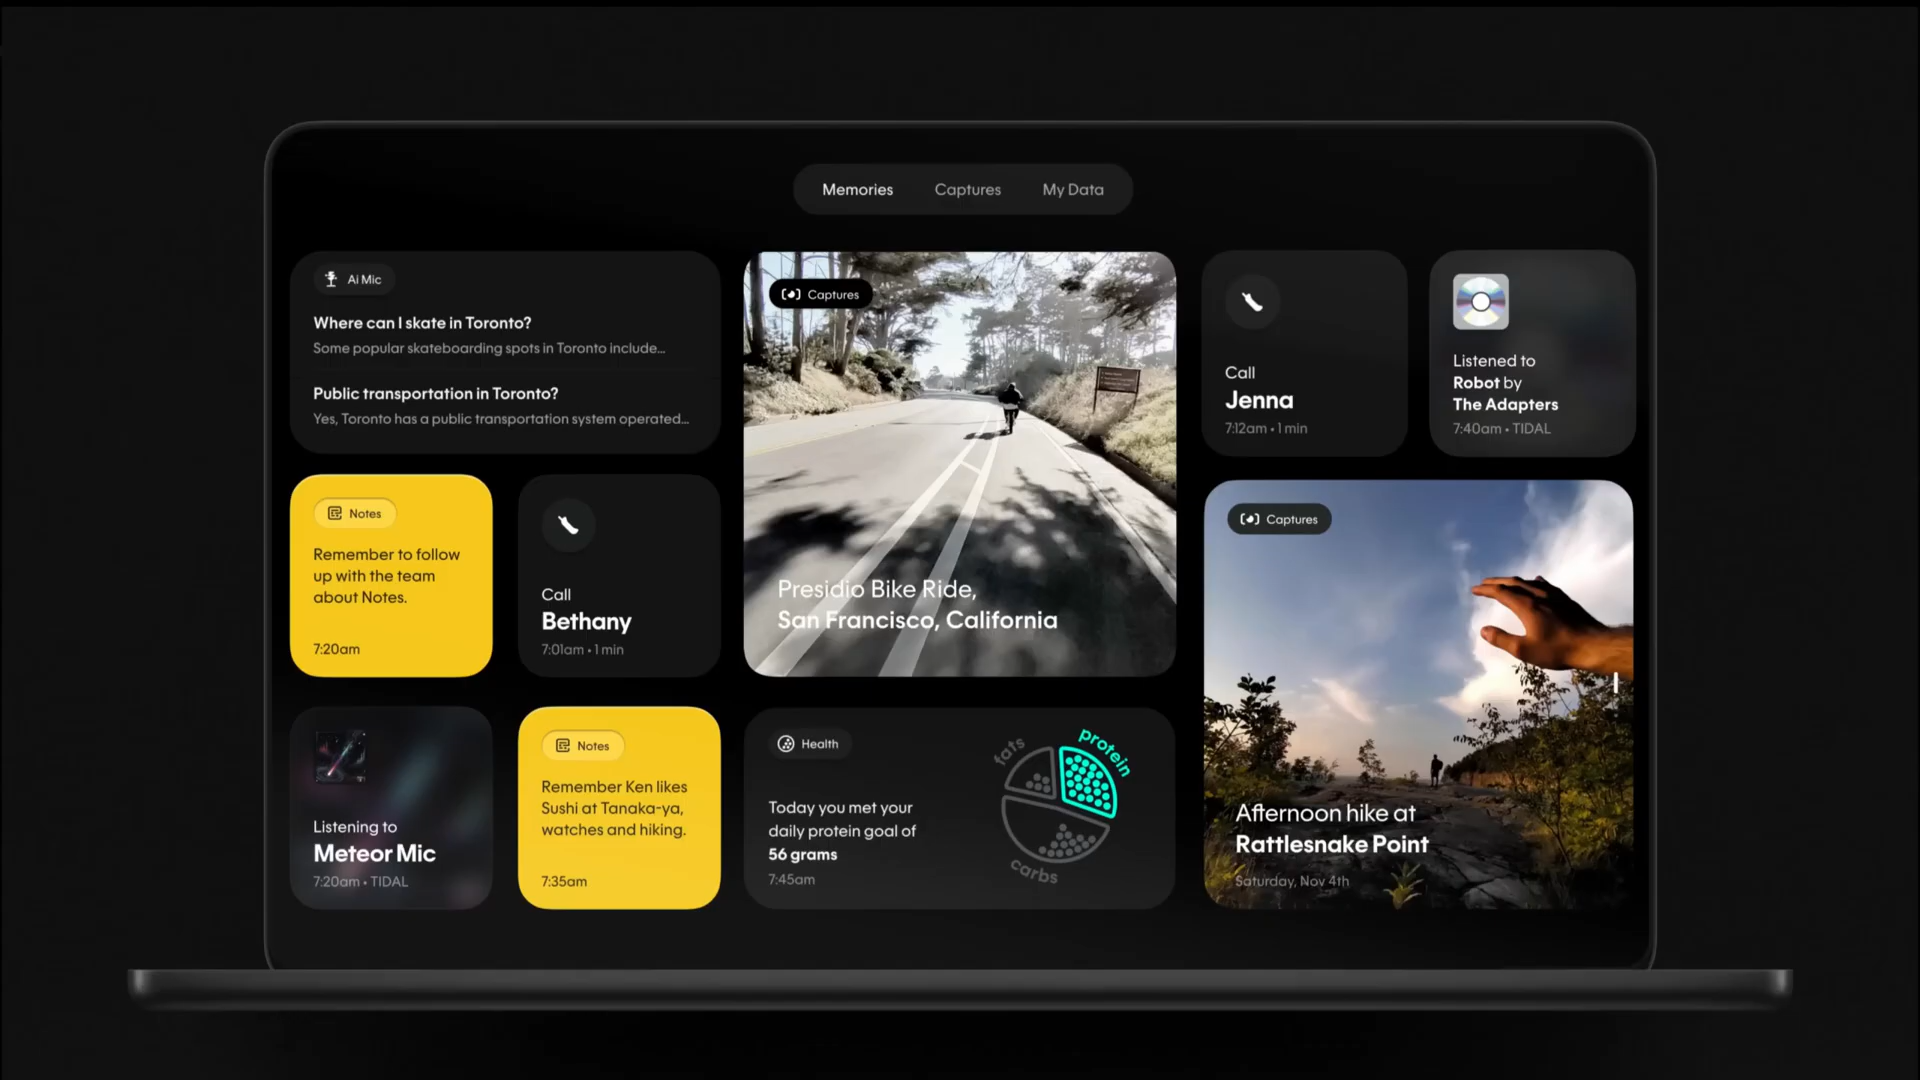 Memories
Captures
My Data
Ai Mic
Where can I skate in Toronto?
Some popular skateboarding spots in Toronto include...
Public transportation in Toronto?
Yes, Toronto has a public transportation system operated...
Notes
Remember to follow
up with the team
about Notes.
7:20am
Call
Bethany
7:01am • 1 min
Listening to
Meteor Mic
7:20am • TIDAL
Notes
Remember Ken likes
Sushi at Tanaka-ya,
watches and hiking.
7:35am
Captures
Presidio Bike Ride,
San Francisco, California
Health
Today you met your
daily protein goal of
56 grams
7:45am
fats
protein
carbs
Call
Jenna
7:12am • 1 min
Listened to
Robot by
The Adapters
7:40am • TIDAL
Captures
Afternoon hike at
Rattlesnake Point
Saturday, Nov 4th